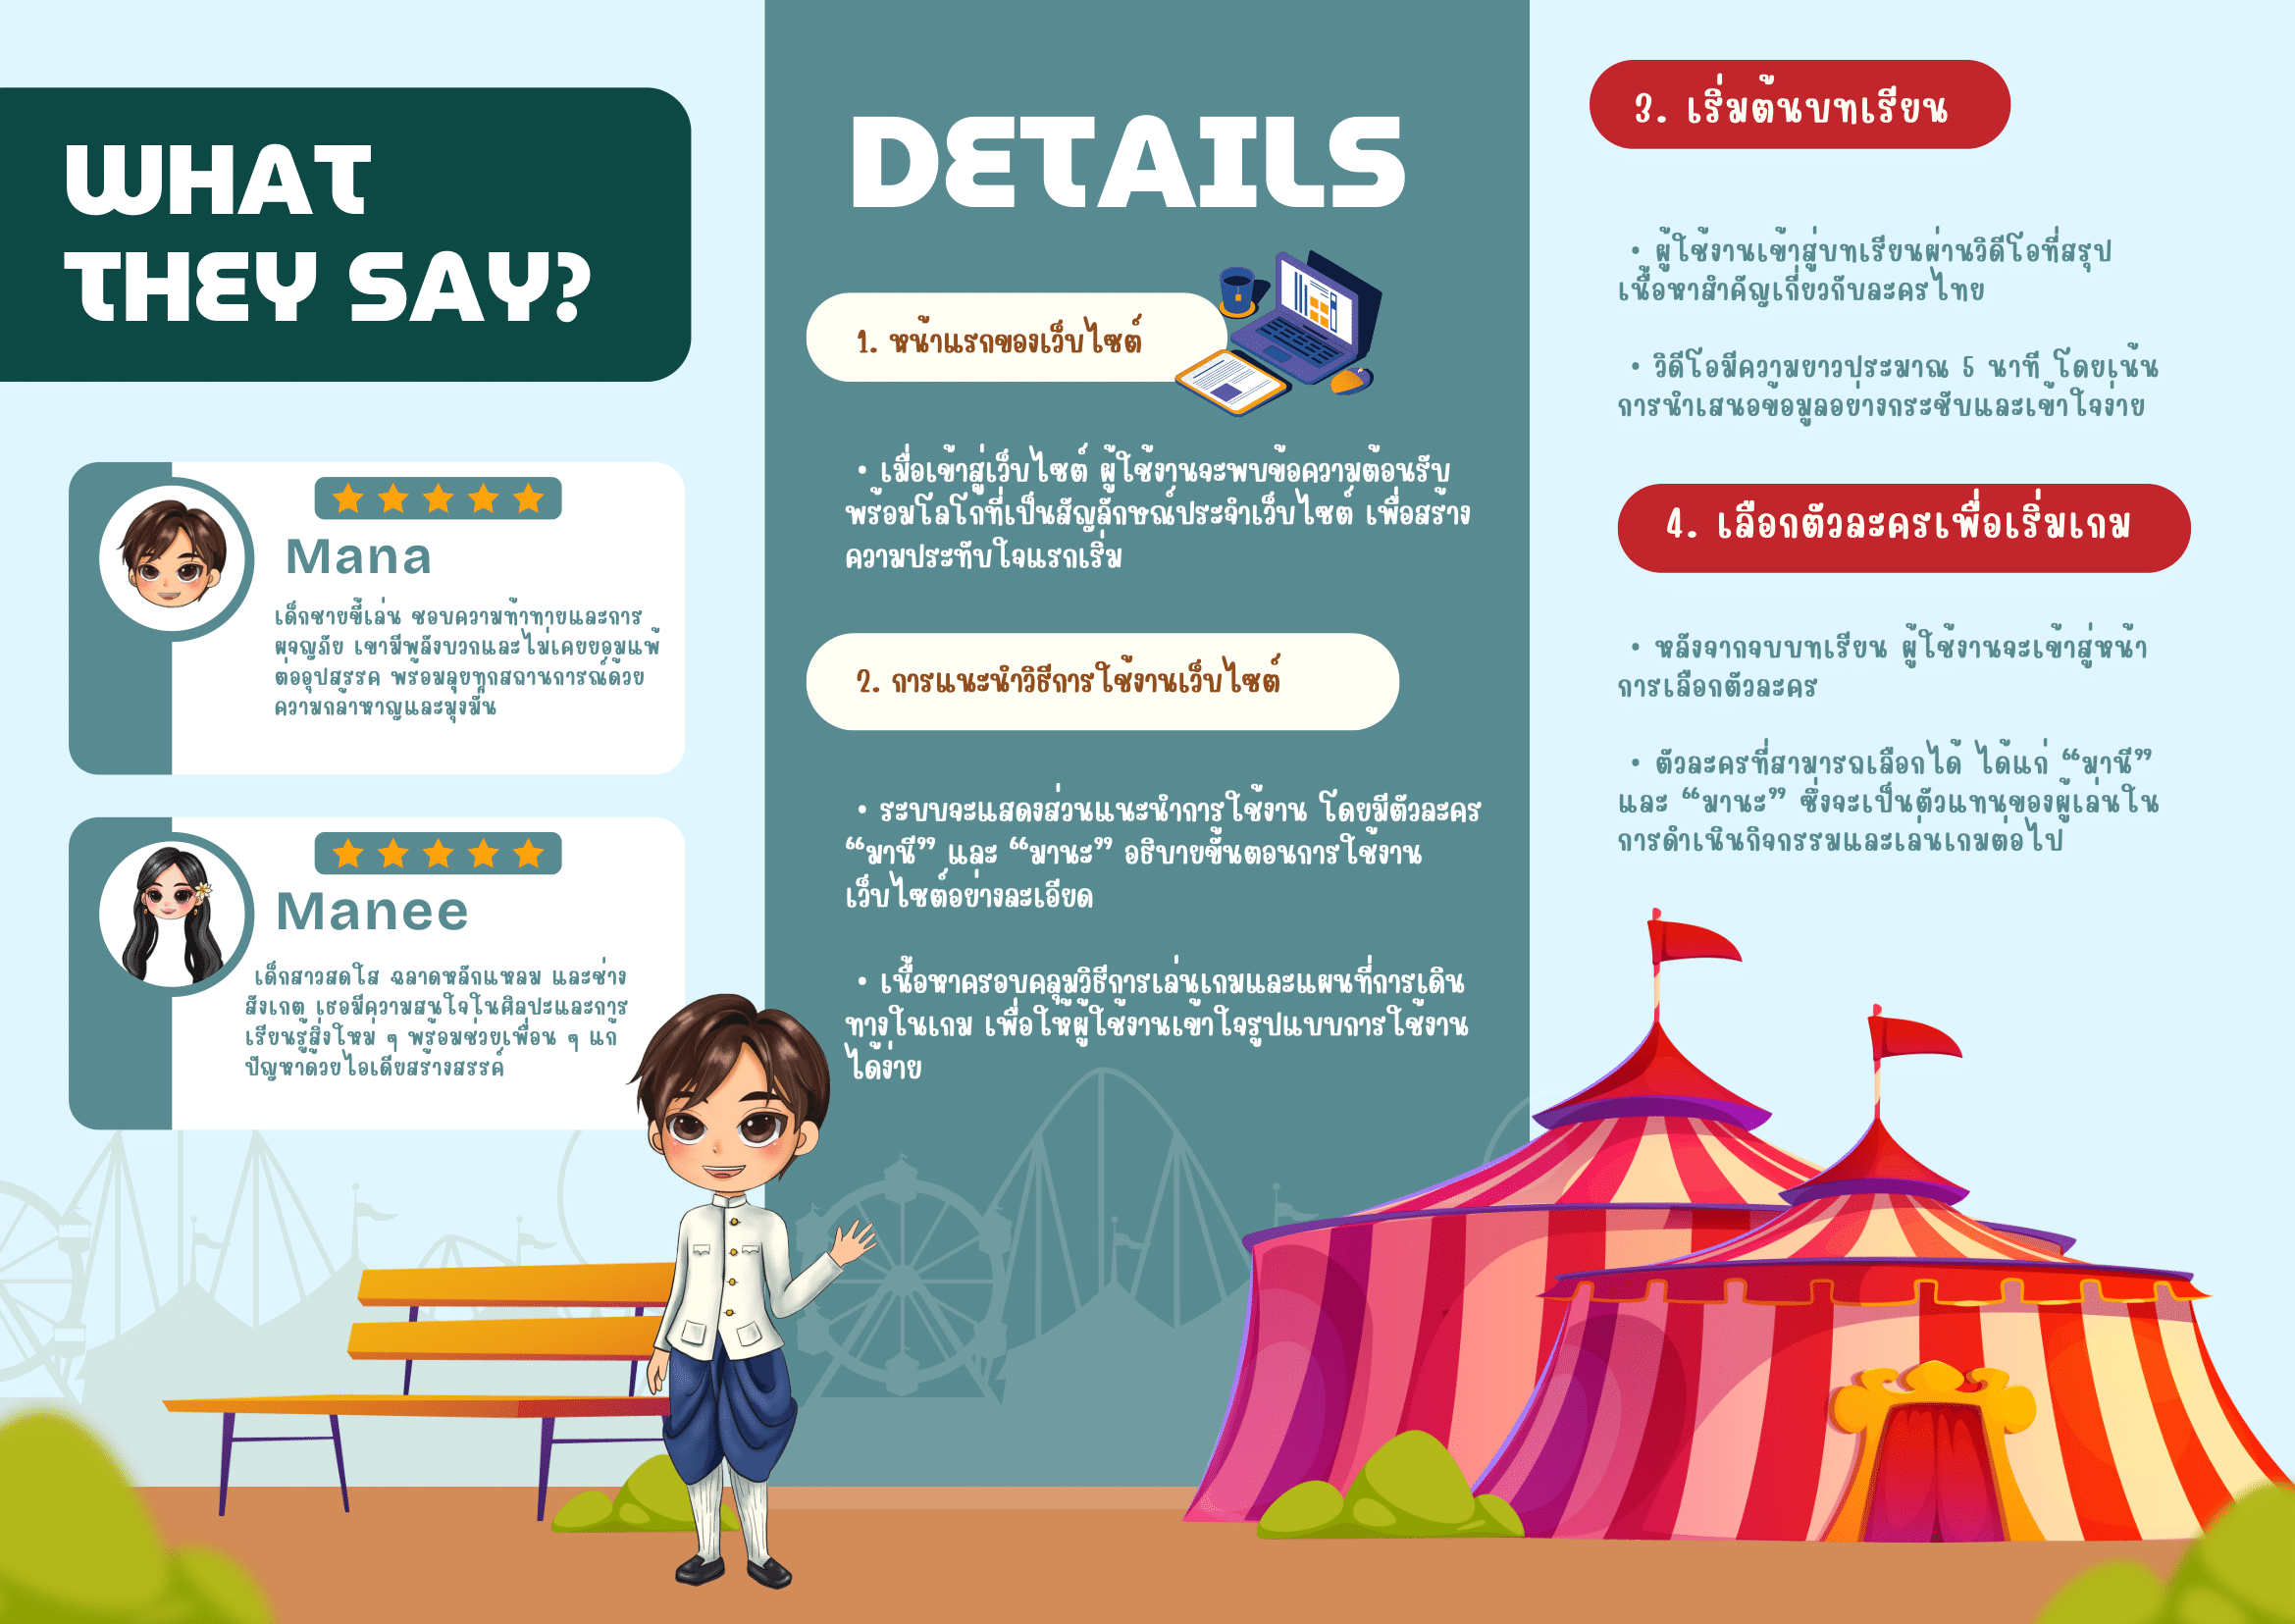 WHAT
THEY SAY?
Mana
เด็กชายขี้เล่น ชอบความท้าทายและการ
ผจญภัย เขามีพลังบวกและไม่เคยยอมแพ้
ต่ออุปสรรค พร้อมลุยทุกสถานการณ์ด้วย
ความกล้าหาญและมุ่งมั่น
Manee
เด็กสาวสดใส ฉลาดหลักแหลม และช่าง
สังเกต เธอมีความสนใจในศิลปะและการ
เรียนรู้สิ่งใหม่ ๆ พร้อมช่วยเพื่อน ๆ แก้
ปัญหาด้วยไอเดียสร้างสรรค์
DETAILS
1. หน้าแรกของเว็บไซต์
• เมื่อเข้าสู่เว็บไซต์ ผู้ใช้งานจะพบข้อความต้อนรับ
พร้อมโลโก้ที่เป็นสัญลักษณ์ประจำเว็บไซต์ เพื่อสร้าง
ความประทับใจแรกเริ่ม
2. การแนะนำวิธีการใช้งานเว็บไซต์
• ระบบจะแสดงส่วนแนะนำการใช้งาน โดยมีตัวละคร
“มานี” และ “มานะ” อธิบายขั้นตอนการใช้งาน
เว็บไซต์อย่างละเอียด
• เนื้อหาครอบคลุมวิธีการเล่นเกมและแผนที่การเดิน
ทางในเกม เพื่อให้ผู้ใช้งานเข้าใจรูปแบบการใช้งาน
ได้ง่าย
3. เริ่มต้นบทเรียน
• ผู้ใช้งานเข้าสู่บทเรียนผ่านวิดีโอที่สรุป
เนื้อหาสำคัญเกี่ยวกับละครไทย
• วิดีโอมีความยาวประมาณ 5 นาที โดยเน้น
การนำเสนอข้อมูลอย่างกระชับและเข้าใจง่าย
4. เลือกตัวละครเพื่อเริ่มเกม
• หลังจากจบบทเรียน ผู้ใช้งานจะเข้าสู่หน้า
การเลือกตัวละคร
• ตัวละครที่สามารถเลือกได้ ได้แก่ “มานี”
และ “มานะ” ซึ่งจะเป็นตัวแทนของผู้เล่นใน
การดำเนินกิจกรรมและเล่นเกมต่อไป